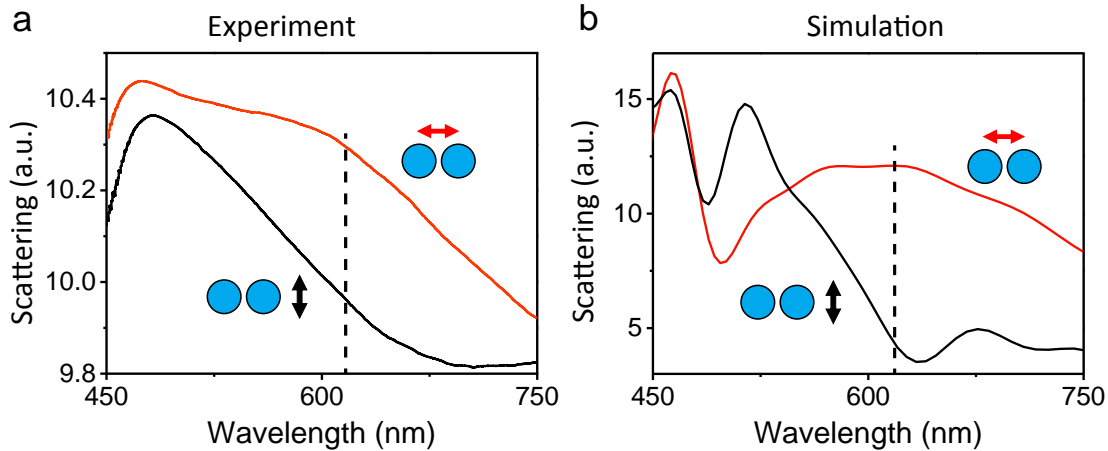 a
Experiment
Scattering (a.u.)
10.4
10.2
10.0
9.8
450
600
750
Wavelength (nm)
b
Simulation
Scattering (a.u.)
15
10
5
450
600
750
Wavelength (nm)